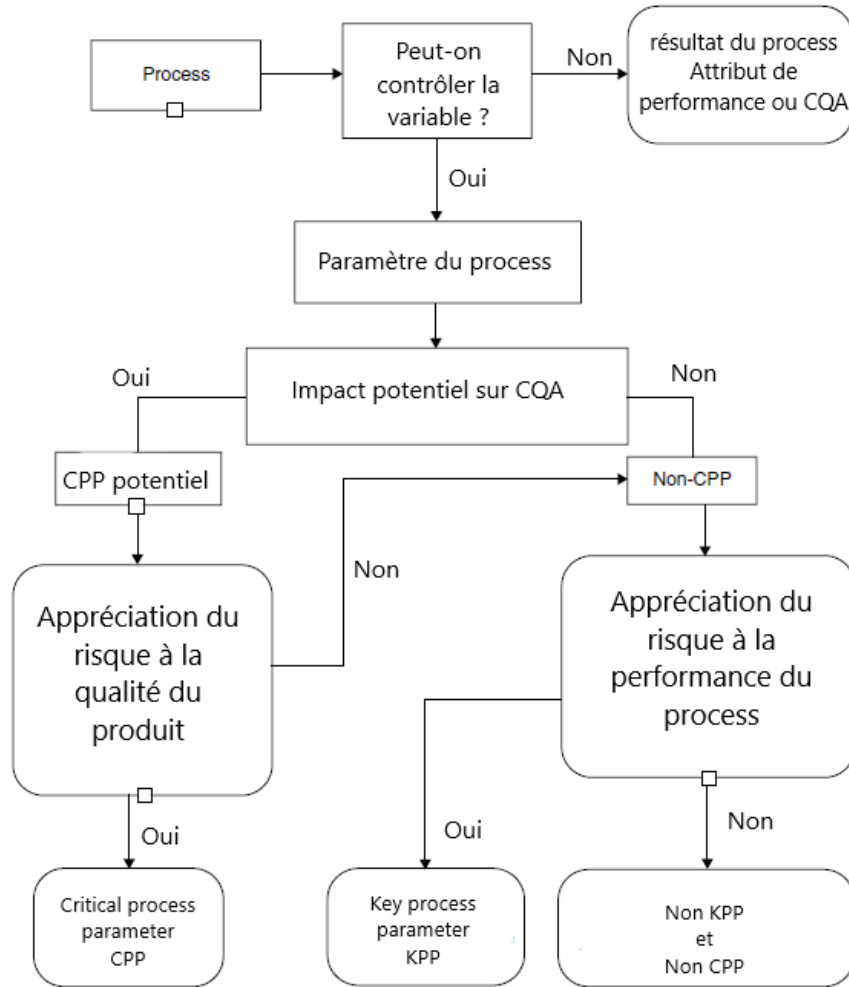 Process
Peut-on
contrôler la
variable ?
Non
résultat du process
Attribut de
performance ou CQA
Oui
Paramètre du process
Oui
Impact potentiel sur CQA
Non
CPP potentiel
Non-CPP
Non
Appréciation du
risque à la
qualité du
produit
Appréciation du
risque à la
performance du
process
Oui
Oui
Non
Critical process
parameter
CPP
Key process
parameter
KPP
Non KPP
et
Non CPP